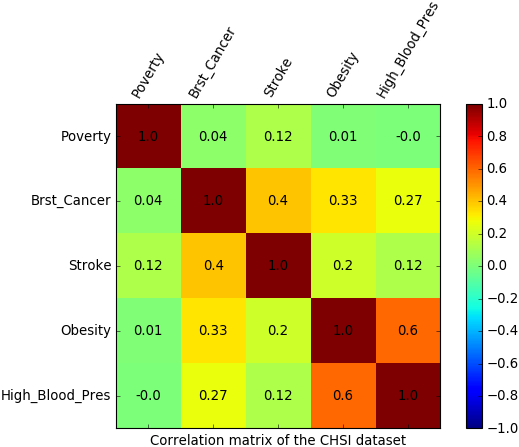 Poverty Brst_Cancer Stroke Obesity High_Blood_Pres
Poverty 1.0 0.04 0.12 0.01 -0.0
Brst_Cancer 0.04 1.0 0.4 0.33 0.27
Stroke 0.12 0.4 1.0 0.2 0.12
Obesity 0.01 0.33 0.2 1.0 0.6
High_Blood_Pres -0.0 0.27 0.12 0.6 1.0
Correlation matrix of the CHSI dataset
1.0
0.8
0.6
0.4
0.2
0.0
−0.2
−0.4
−0.6
−0.8
−1.0